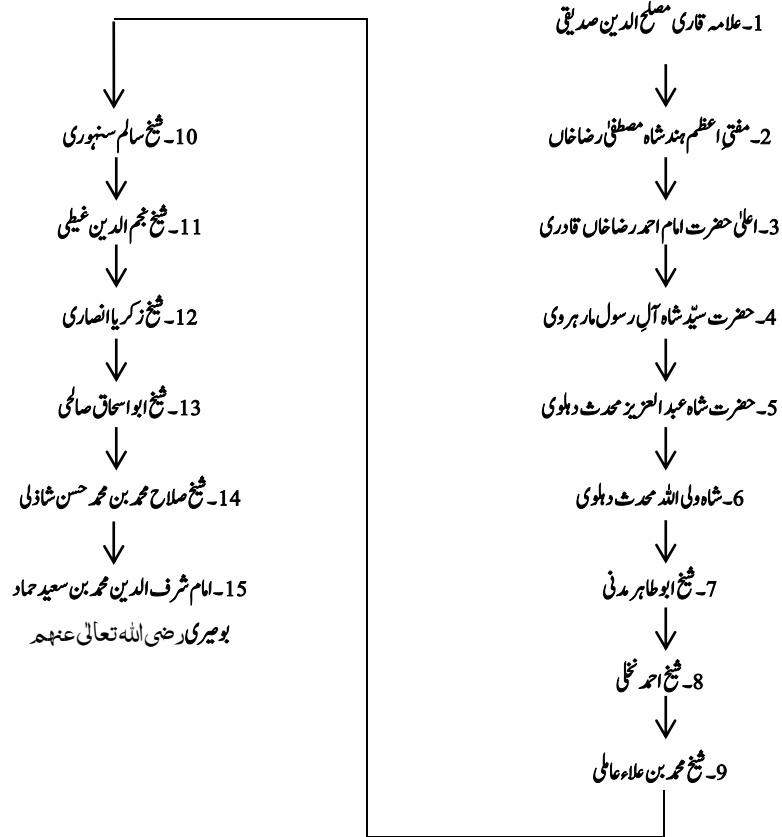 1۔علامہ قاری مصلح الدین صدیقی
2۔مفتیِ اعظم ہند شاہ مصطفیٰ رضا خاں
3۔اعلیٰ حضرت امام احمد رضا خاں قادری
4۔حضرت سیّد شاہ آلِ رسول مارہروی
5۔حضرت شاہ عبد العزیز محدث دہلوی
6۔شاہ ولی اللہ محدث دہلوی
7۔شیخ ابو طاہر مدنی
8۔شیخ احمد نخلی
9۔شیخ محمد بن علاء عاملی
10۔شیخ سالم سنہوری
11۔شیخ نجم الدین غیطی
12۔شیخ زکریا انصاری
13۔شیخ ابو اسحاق صالحی
14۔شیخ صلاح محمد بن محمد حسن شاذلی
15۔امام شرف الدین محمد بن سعید حماد
بوصیری رضی اللہ تعالٰی عنہم